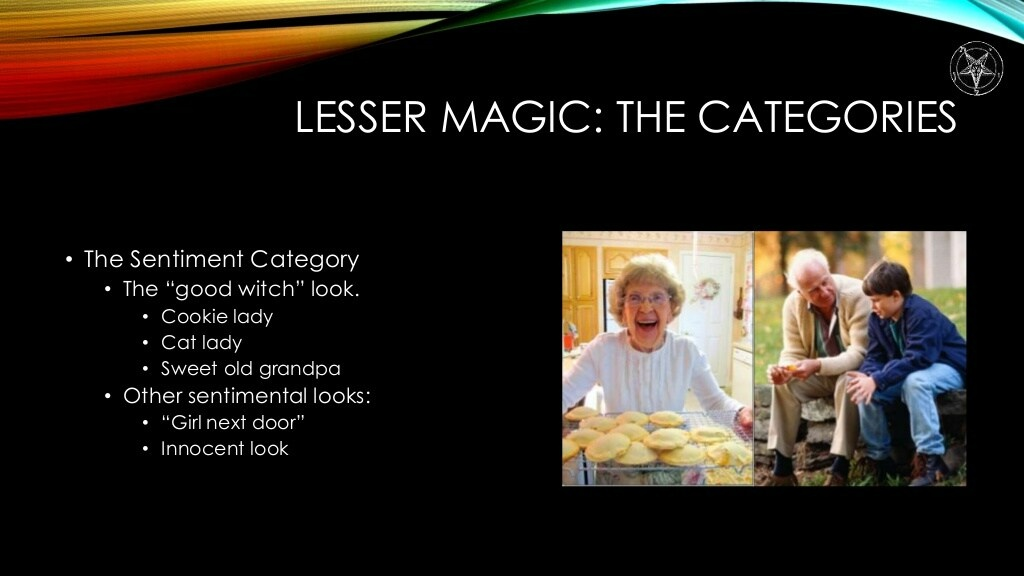 LESSER MAGIC: THE CATEGORIES
• The Sentiment Category
• The “good witch” look.
• Cookie lady
• Cat lady
• Sweet old grandpa
• Other sentimental looks:
• “Girl next door”
• Innocent look